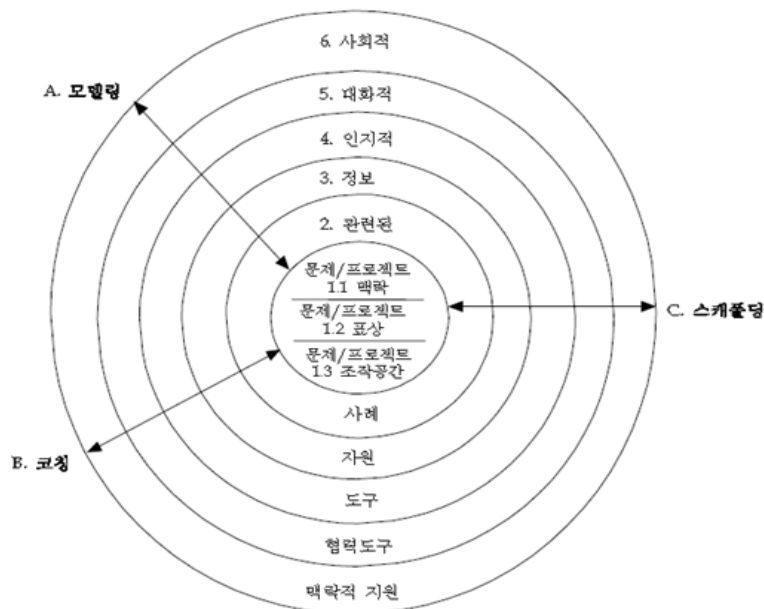 6. 사회적
A. 모델링
5. 대화적
4. 인지적
3. 정보
2. 관련된
문제/프로젝트
1.1 맥락
문제/프로젝트
1.2 표상
문제/프로젝트
1.3 조작공간
C. 스캐폴딩
사례
B. 코칭
자원
도구
협력도구
맥락적 지원